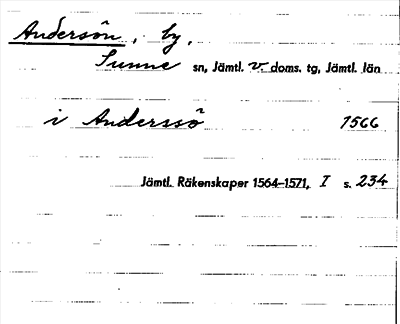 Andersön, by,
Sunne sn, Jämtl. v. doms. tg, Jämtl. län
i Anderssö 1566
Jämtl. Räkenskaper 1564-1571, I s. 234